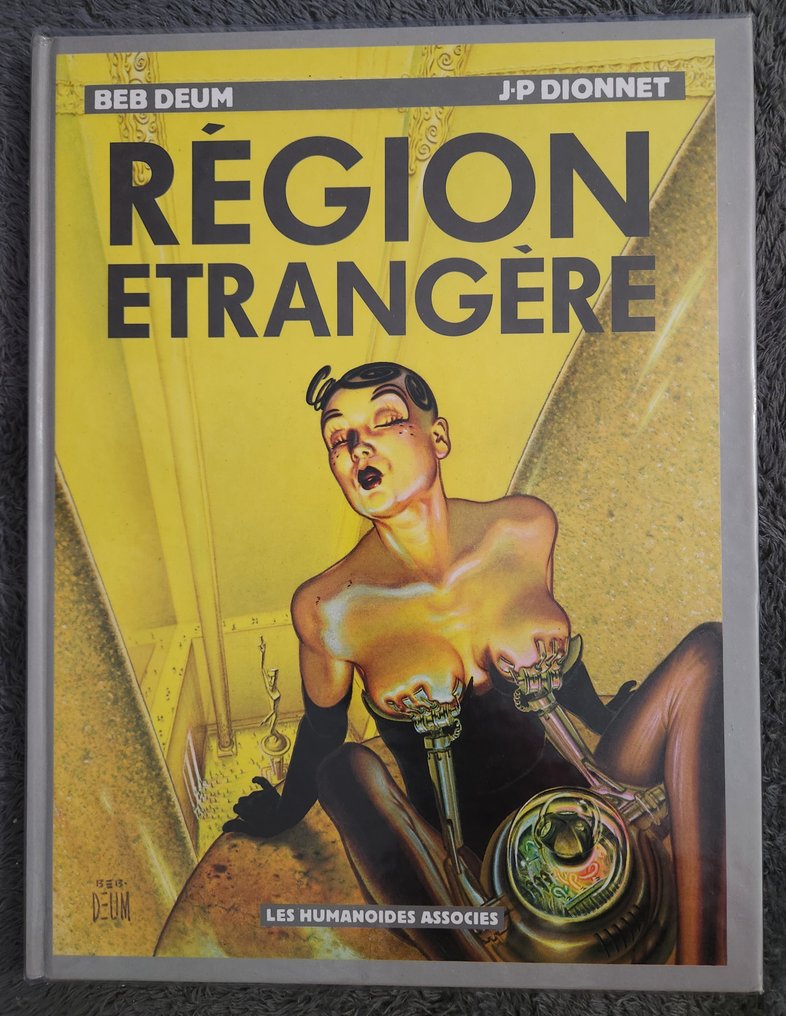 BEB DEUM
J-P DIONNET
RÉGION
ETRANGÈRE
BEB.
DEUM
LES HUMANOIDES ASSOCIES